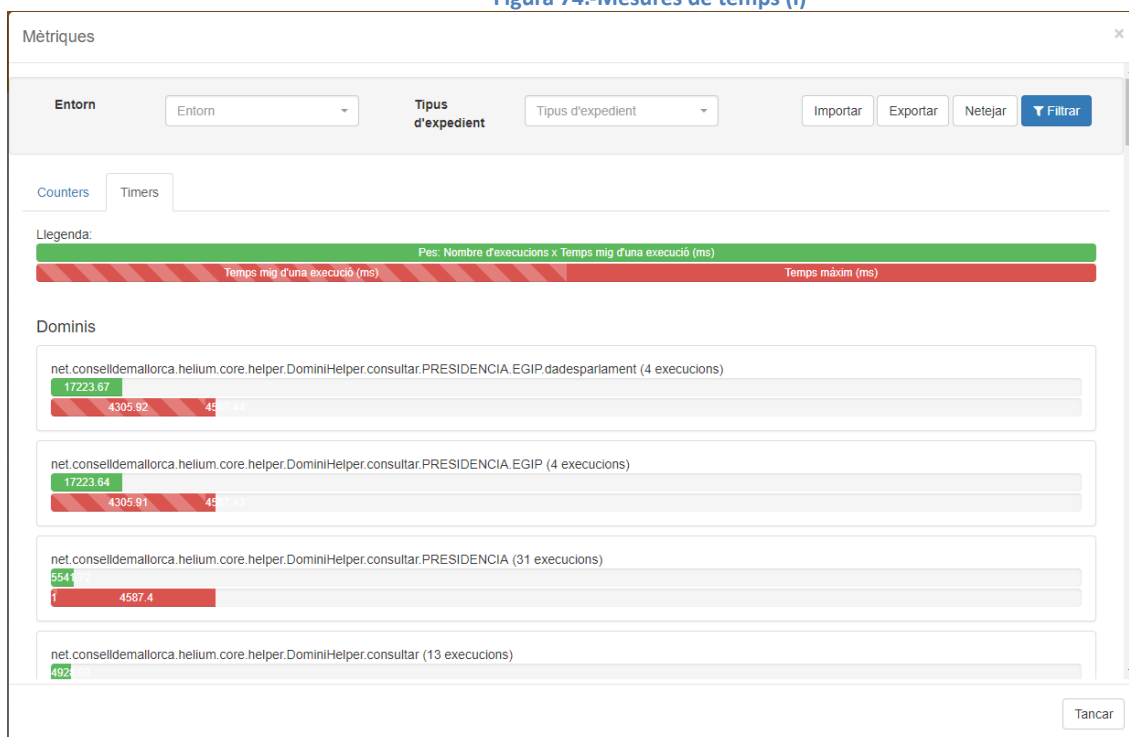 Figura 74.-Mesures de temps (I)
Mètriques
×
Entorn
Entorn
Tipus d'expedient
Tipus d'expedient
Importar
Exportar
Netejar
Filtrar
Counters
Timers
Llegenda:
Pes: Nombre d'execucions x Temps mig d'una execució (ms)
Temps mig d'una execució (ms)
Temps màxim (ms)
Dominis
net.conselldemallorca.helium.core.helper.DominiHelper.consultar.PRESIDENCIA.EGIP.dadesparlament (4 execucions)
17223.67
4305.92
net.conselldemallorca.helium.core.helper.DominiHelper.consultar.PRESIDENCIA.EGIP (4 execucions)
17223.64
4305.91
net.conselldemallorca.helium.core.helper.DominiHelper.consultar.PRESIDENCIA (31 execucions)
4587.4
net.conselldemallorca.helium.core.helper.DominiHelper.consultar (13 execucions)
Tancar